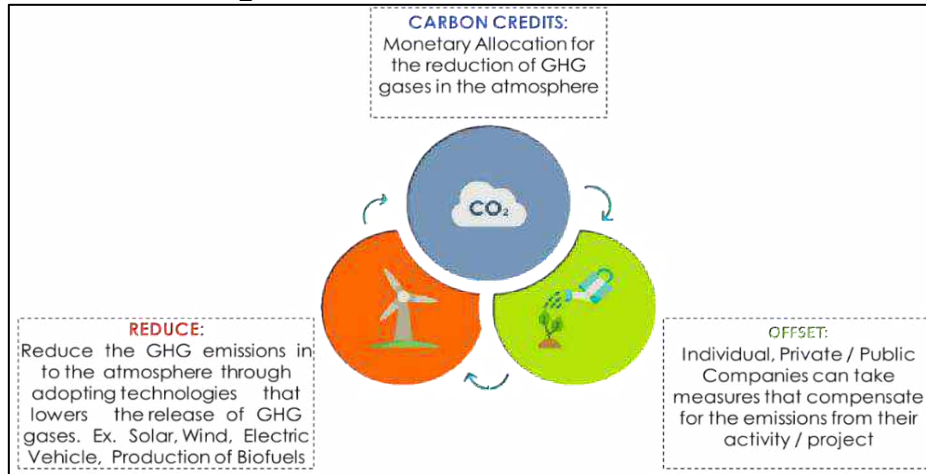 CARBON CREDITS:
Monetary Allocation for
the reduction of GHG
gases in the atmosphere
CO₂
REDUCE:
Reduce the GHG emissions in
to the atmosphere through
adopting technologies that
lowers the release of GHG
gases. Ex. Solar, Wind, Electric
Vehicle, Production of Biofuels
OFFSET:
Individual, Private / Public
Companies can take
measures that compensate
for the emissions from their
activity / project